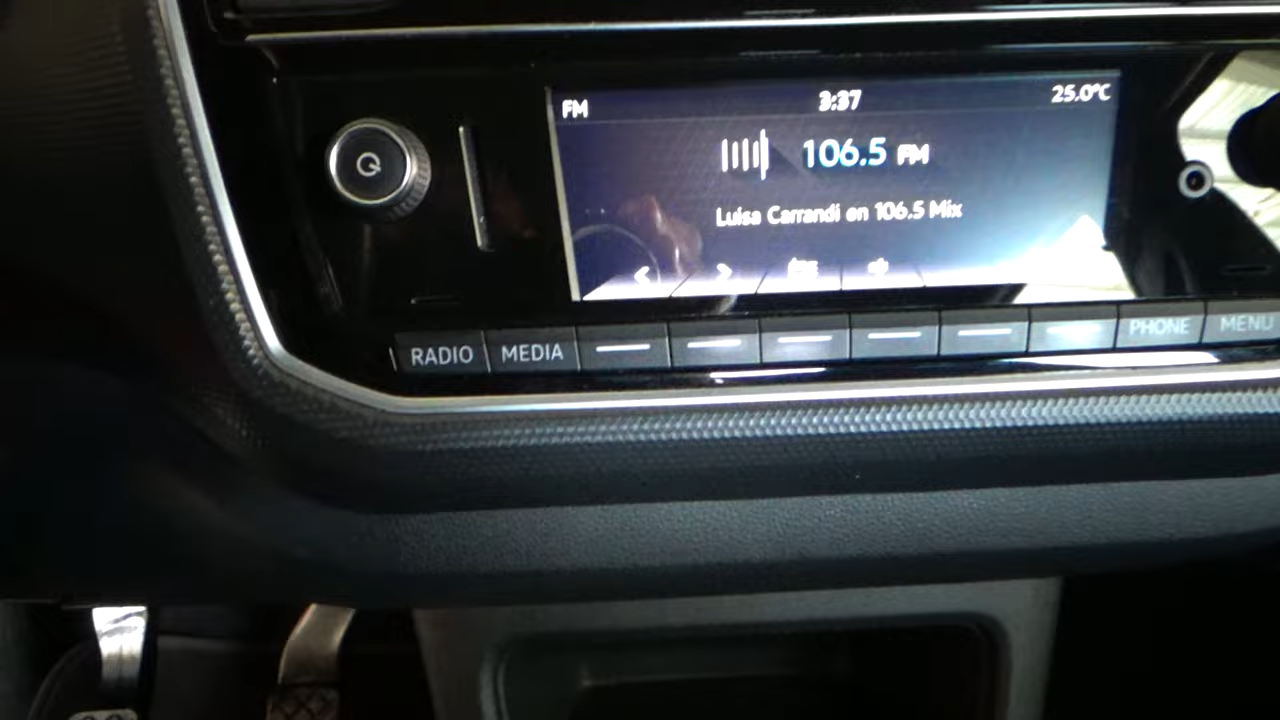 FM 3:37 25.0°C
106.5 FM
Luisa Carrandi en 106.5 Mix
RADIO MEDIA PHONE MENU